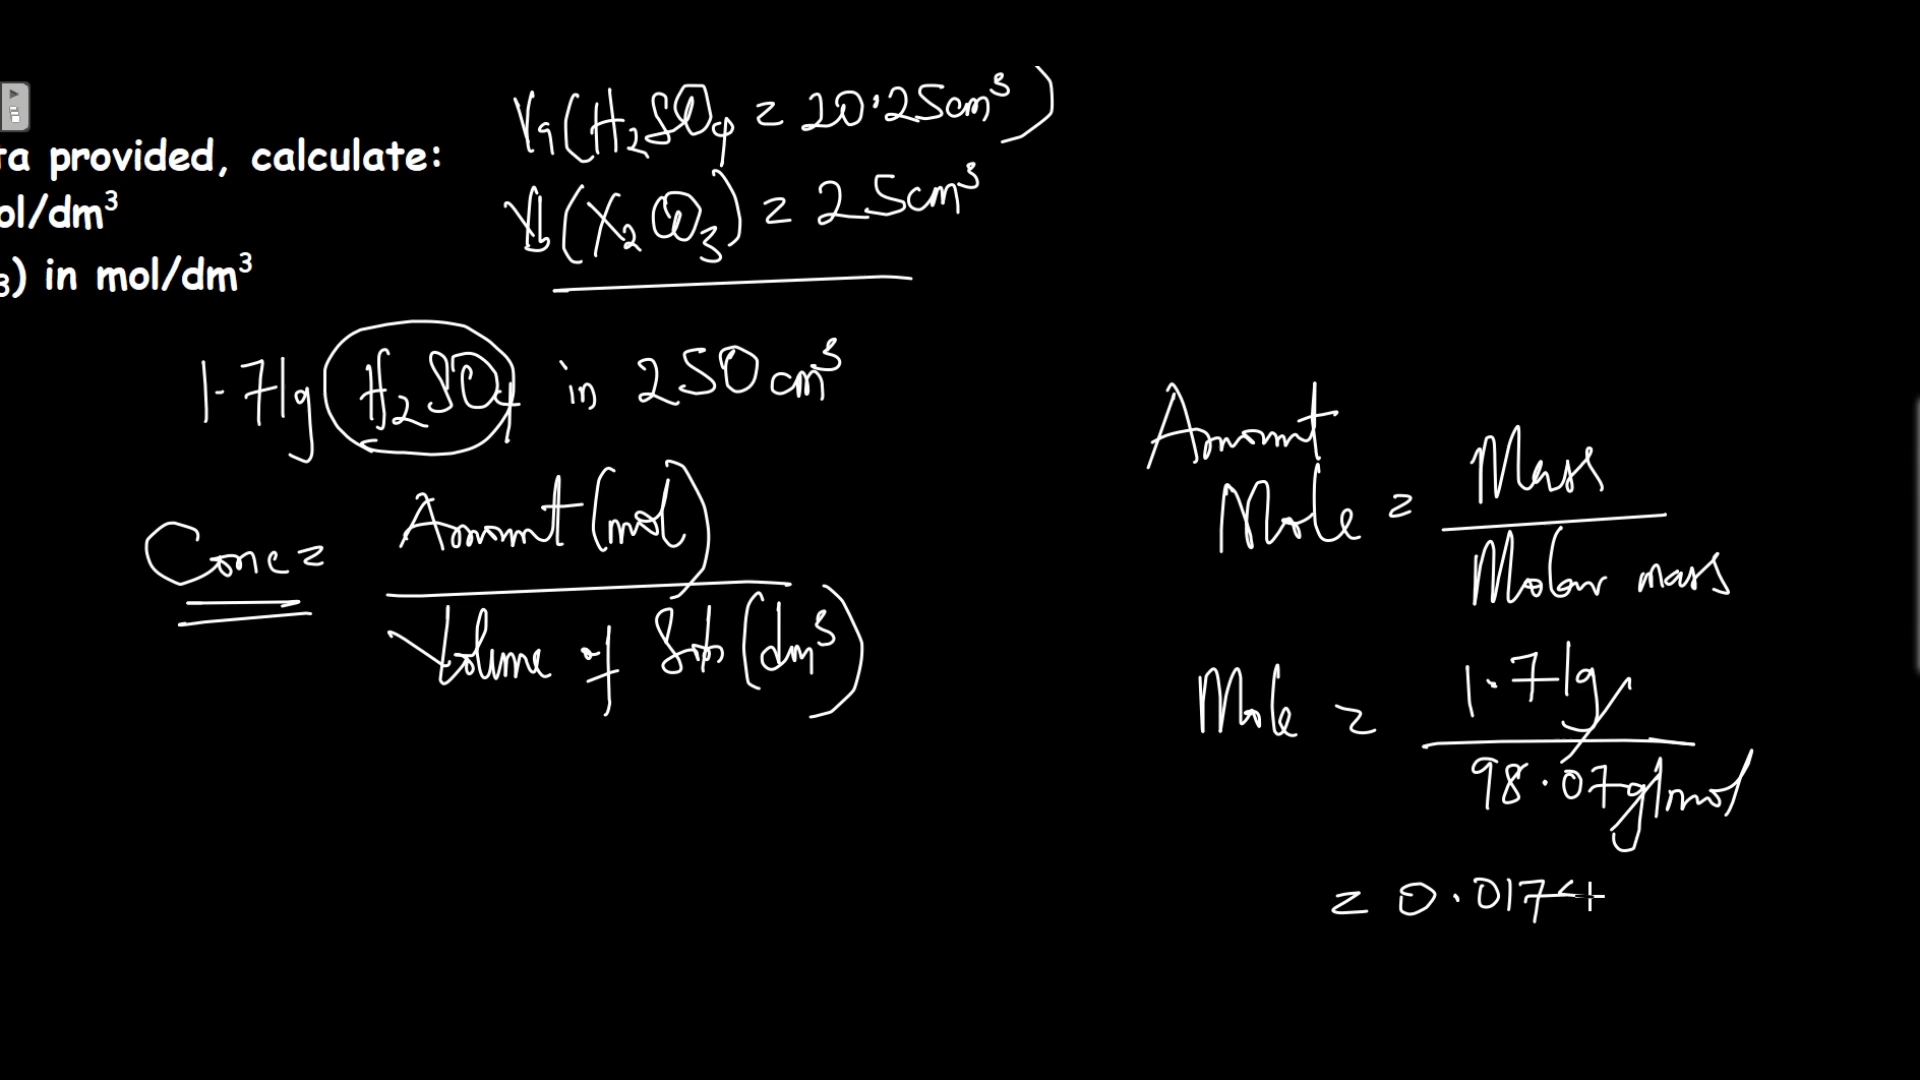 Va(H₂SO₄ = 20.25cm³)
ta provided, calculate:
Vb(X₂CO₃) = 25cm³
ol/dm³
₃) in mol/dm³
1.71g H₂SO₄ in 250cm³
Conc = Amount (mol)
Volume of Soln (dm³)
Amount
Mole = Mass
Molar mass
Mole = 1.71g
98.07g/mol
= 0.0174